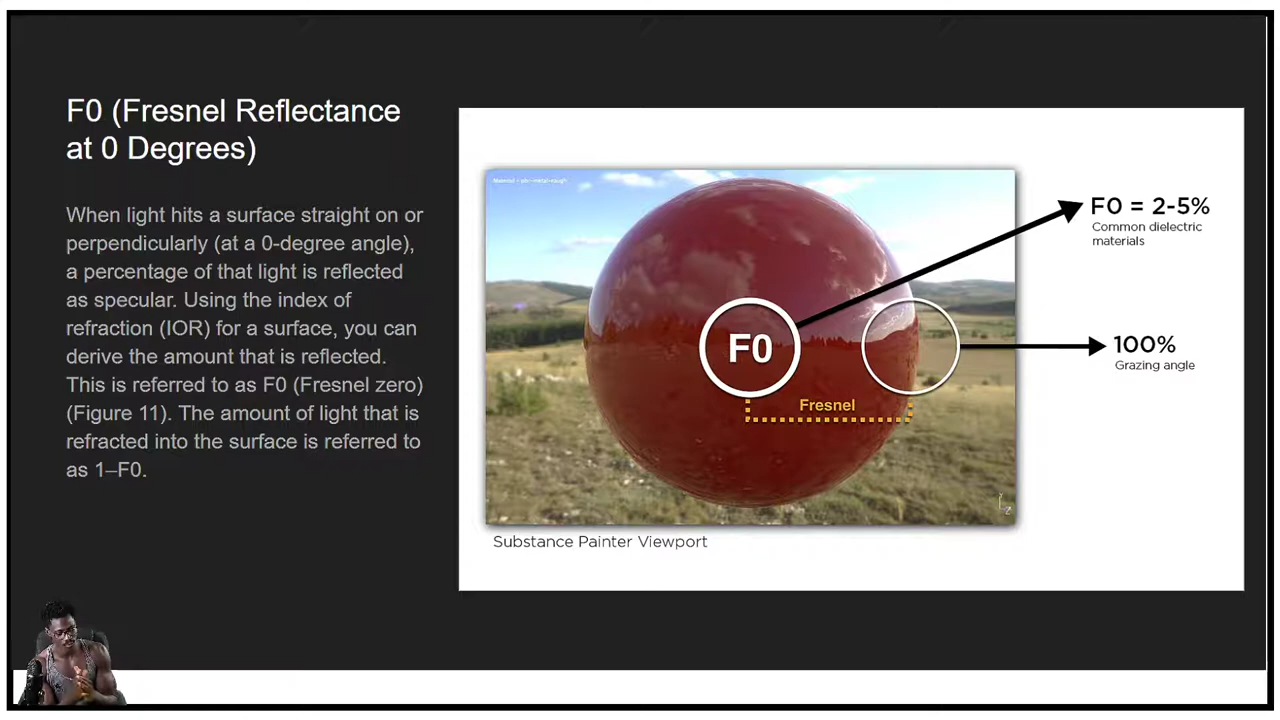 F0 (Fresnel Reflectance
at 0 Degrees)
When light hits a surface straight on or
perpendicularly (at a 0-degree angle),
a percentage of that light is reflected
as specular. Using the index of
refraction (IOR) for a surface, you can
derive the amount that is reflected.
This is referred to as F0 (Fresnel zero)
(Figure 11). The amount of light that is
refracted into the surface is referred to
as 1–F0.
F0 = 2-5%
Common dielectric
materials
F0
100%
Grazing angle
Fresnel
Substance Painter Viewport